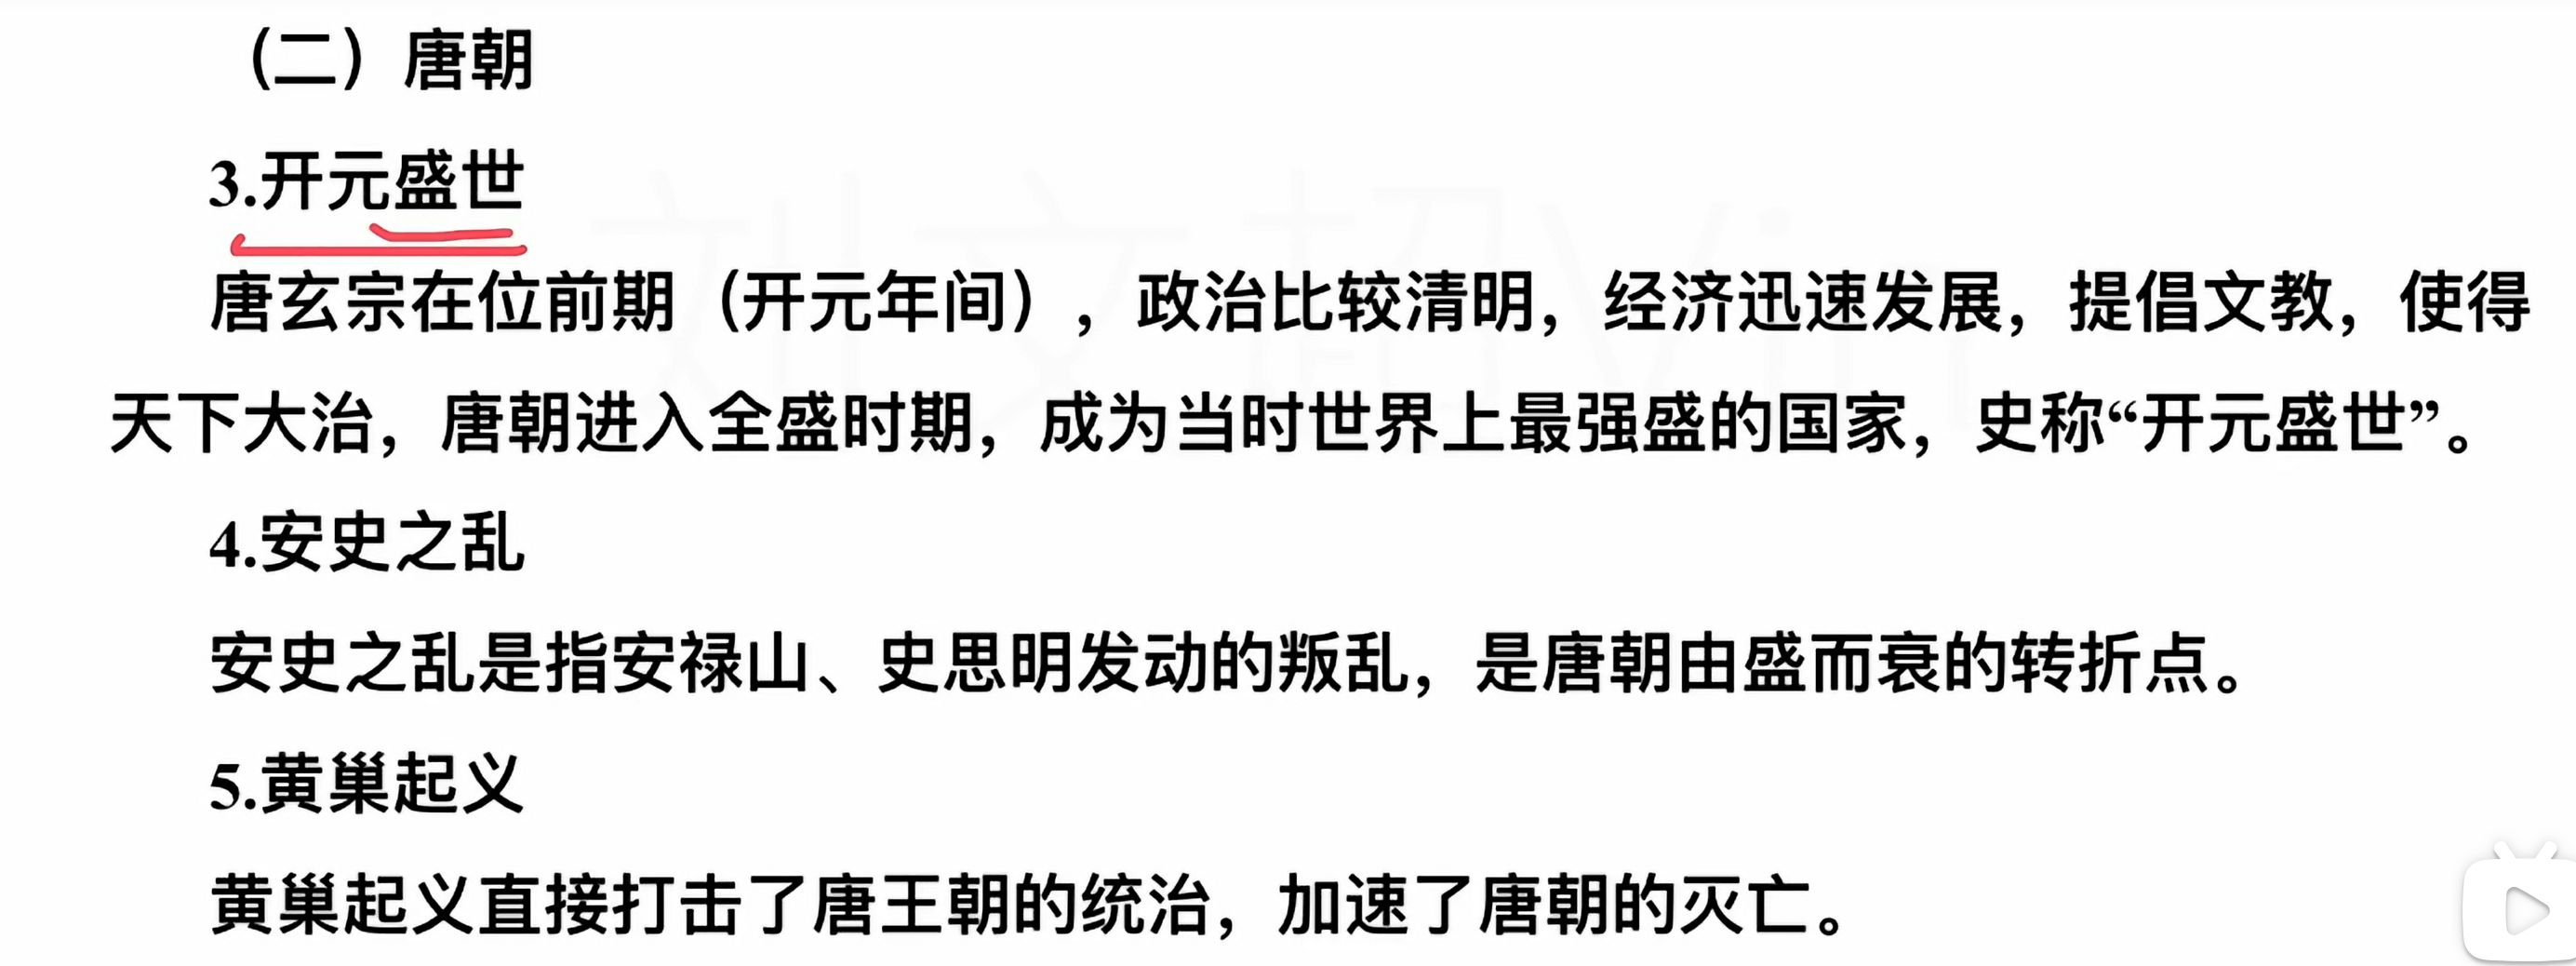 （二）唐朝
3.开元盛世
唐玄宗在位前期（开元年间），政治比较清明，经济迅速发展，提倡文教，使得
天下大治，唐朝进入全盛时期，成为当时世界上最强盛的国家，史称“开元盛世”。
4.安史之乱
安史之乱是指安禄山、史思明发动的叛乱，是唐朝由盛而衰的转折点。
5.黄巢起义
黄巢起义直接打击了唐王朝的统治，加速了唐朝的灭亡。